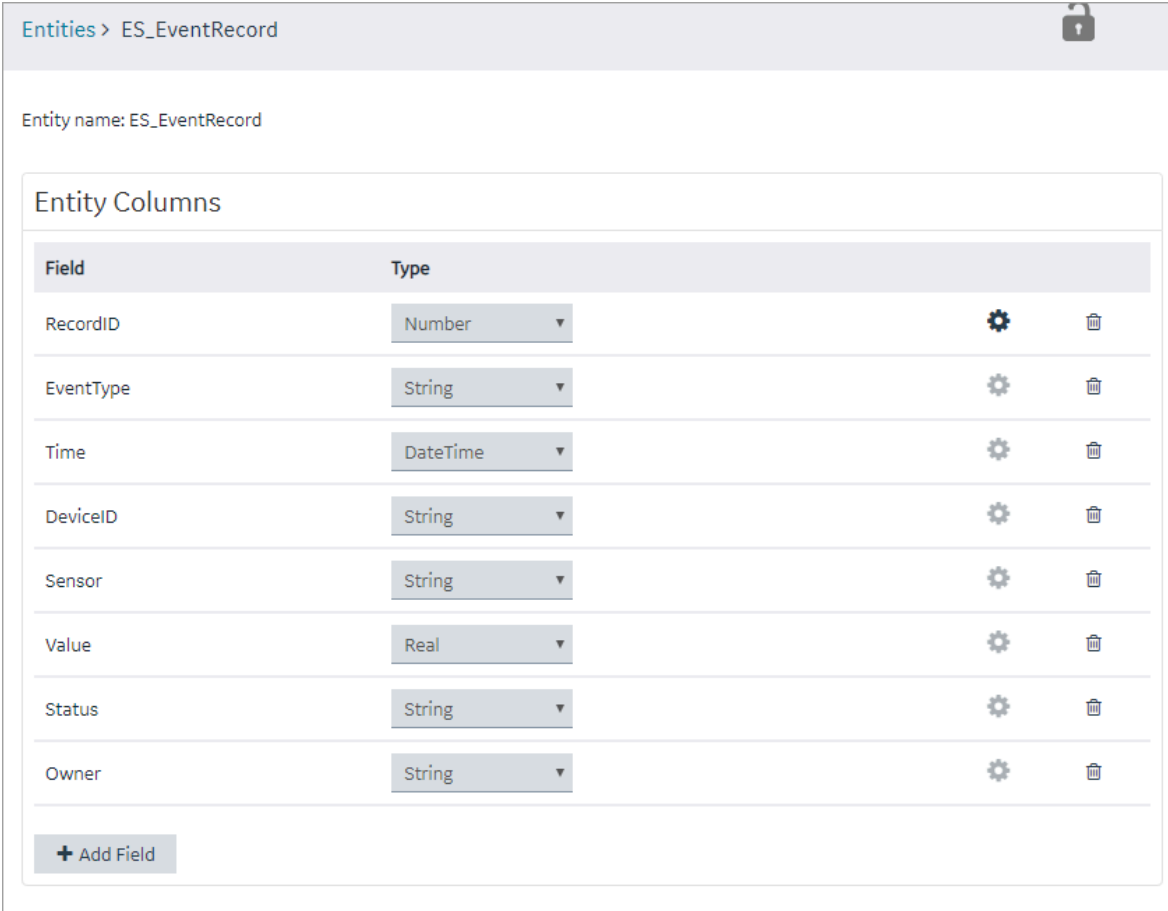 Entities > ES_EventRecord
Entity name: ES_EventRecord
Entity Columns
Field Type
RecordID Number
EventType String
Time DateTime
DeviceID String
Sensor String
Value Real
Status String
Owner String
+ Add Field